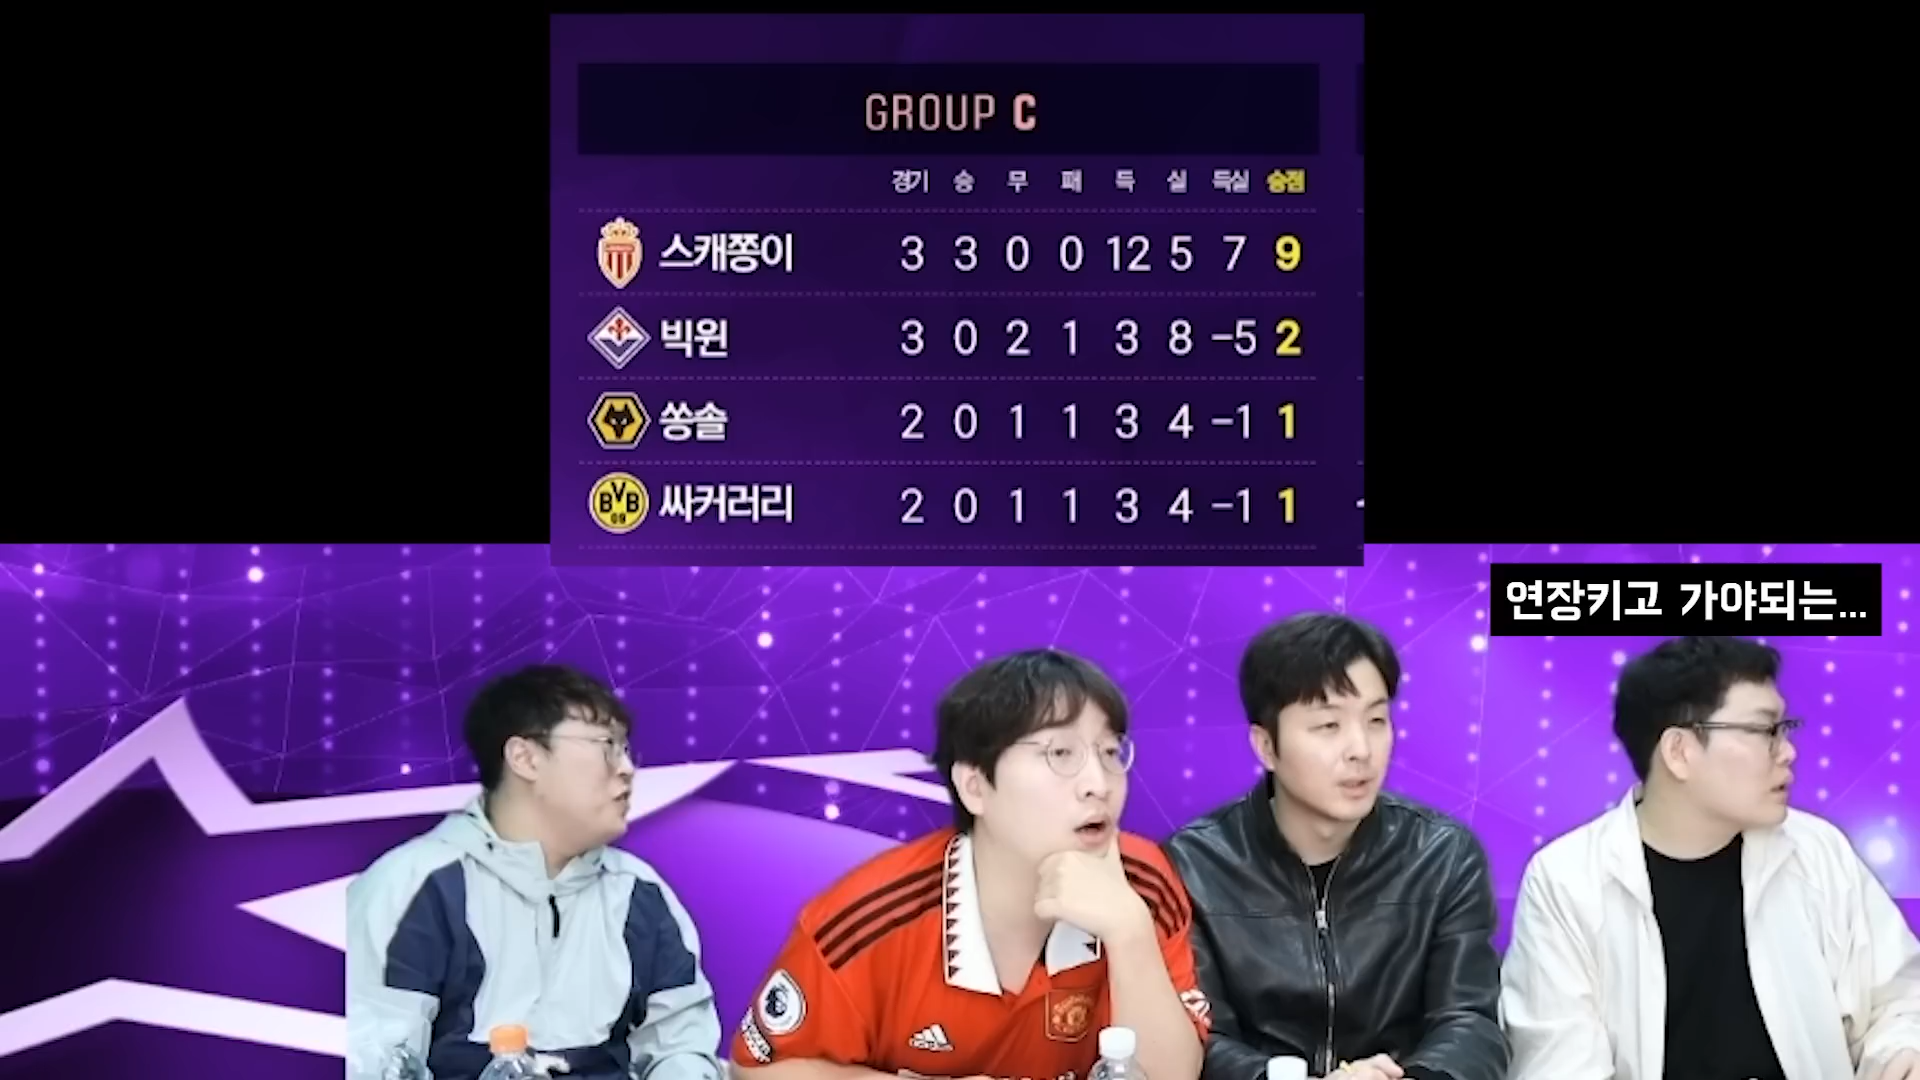 GROUP C
경기 승 무 패 득 실 득실 승점
스캐쫑이 3 3 0 0 12 5 7 9
빅윈 3 0 2 1 3 8 -5 2
쏭솔 2 0 1 1 3 4 -1 1
BVB 09
싸커러리 2 0 1 1 3 4 -1 1
연장키고 가야되는...